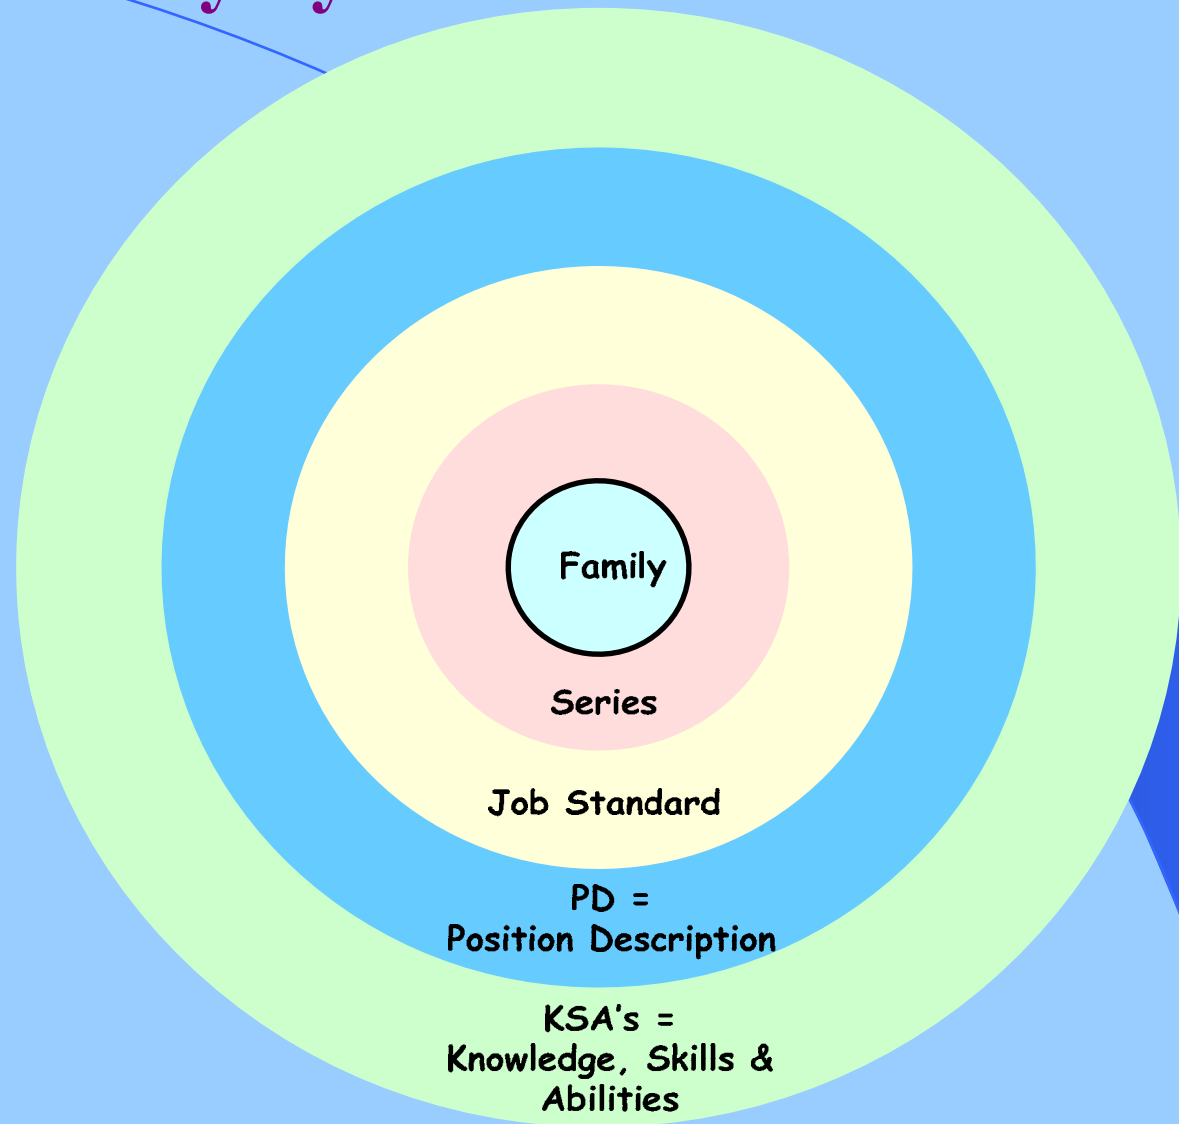 Family
Series
Job Standard
PD =
Position Description
KSA's =
Knowledge, Skills &
Abilities